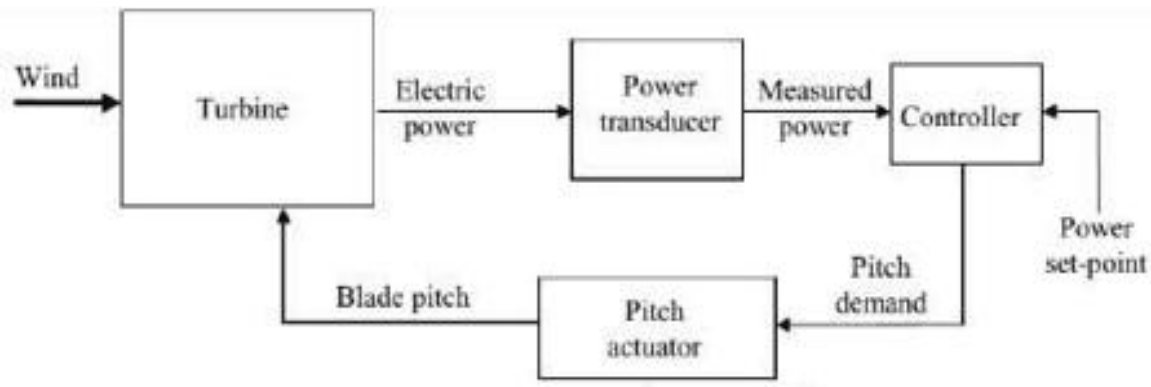 Wind
Turbine
Electric
power
Power
transducer
Measured
power
Controller
Power
set-point
Pitch
demand
Pitch
actuator
Blade pitch